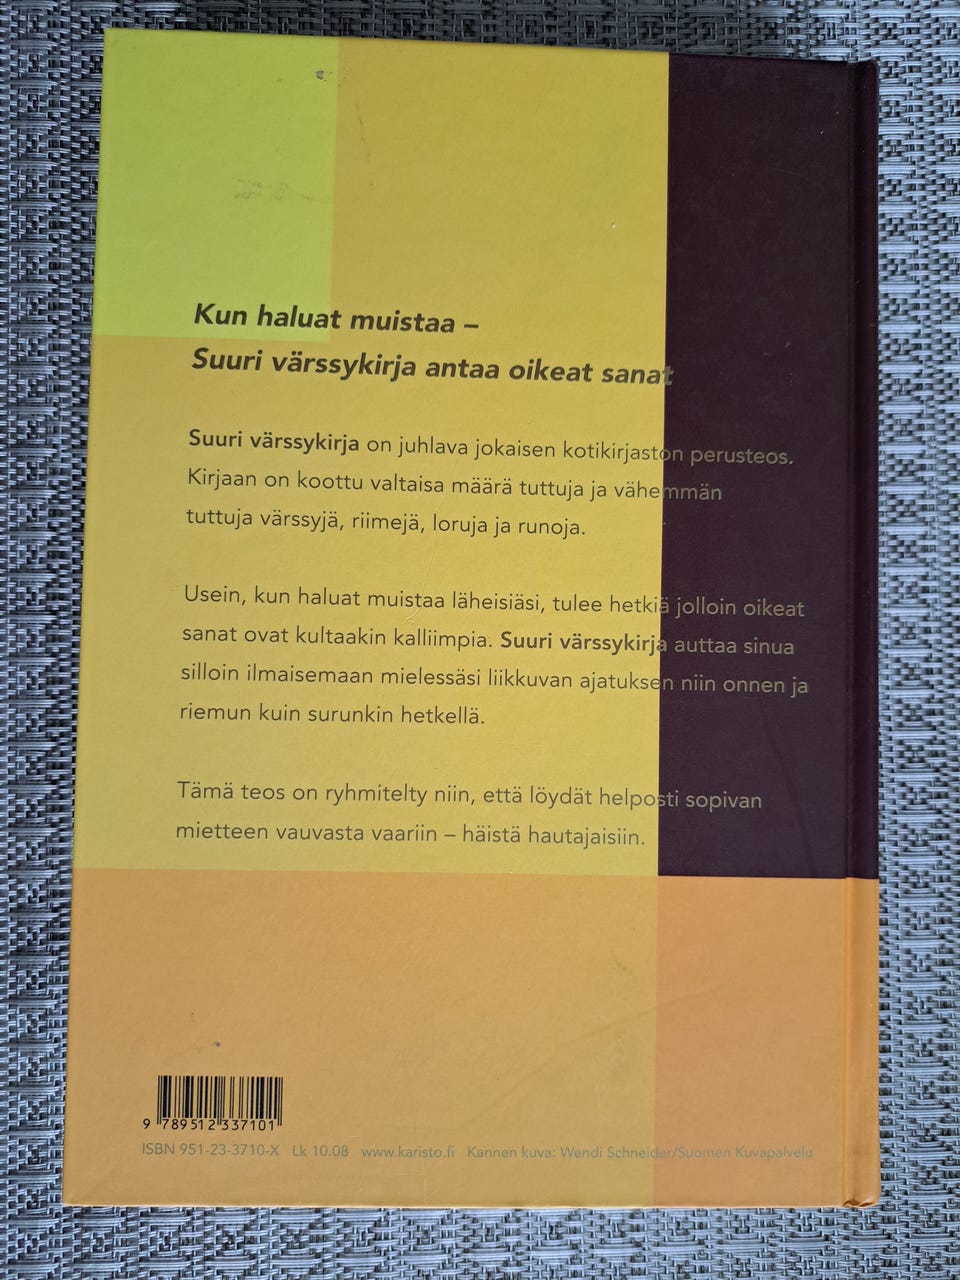 Kun haluat muistaa –
Suuri värssykirja antaa oikeat sanat
Suuri värssykirja on juhlava jokaisen kotikirjaston perusteos.
Kirjaan on koottu valtaisa määrä tuttuja ja vähemmän
tuttuja värssyjä, riimejä, loruja ja runoja.
Usein, kun haluat muistaa läheisiäsi, tulee hetkiä jolloin oikeat
sanat ovat kultaakin kalliimpia. Suuri värssykirja auttaa sinua
silloin ilmaisemaan mielessäsi liikkuvan ajatuksen niin onnen ja
riemun kuin surunkin hetkellä.
Tämä teos on ryhmitelty niin, että löydät helposti sopivan
mietteen vauvasta vaariin – häistä hautajaisiin.
9 789512 337101
ISBN 951-23-3710-X Lk 10.08 www.karisto.fi Kannen kuva: Wendi Schneider/Suomen Kuvapalvelu